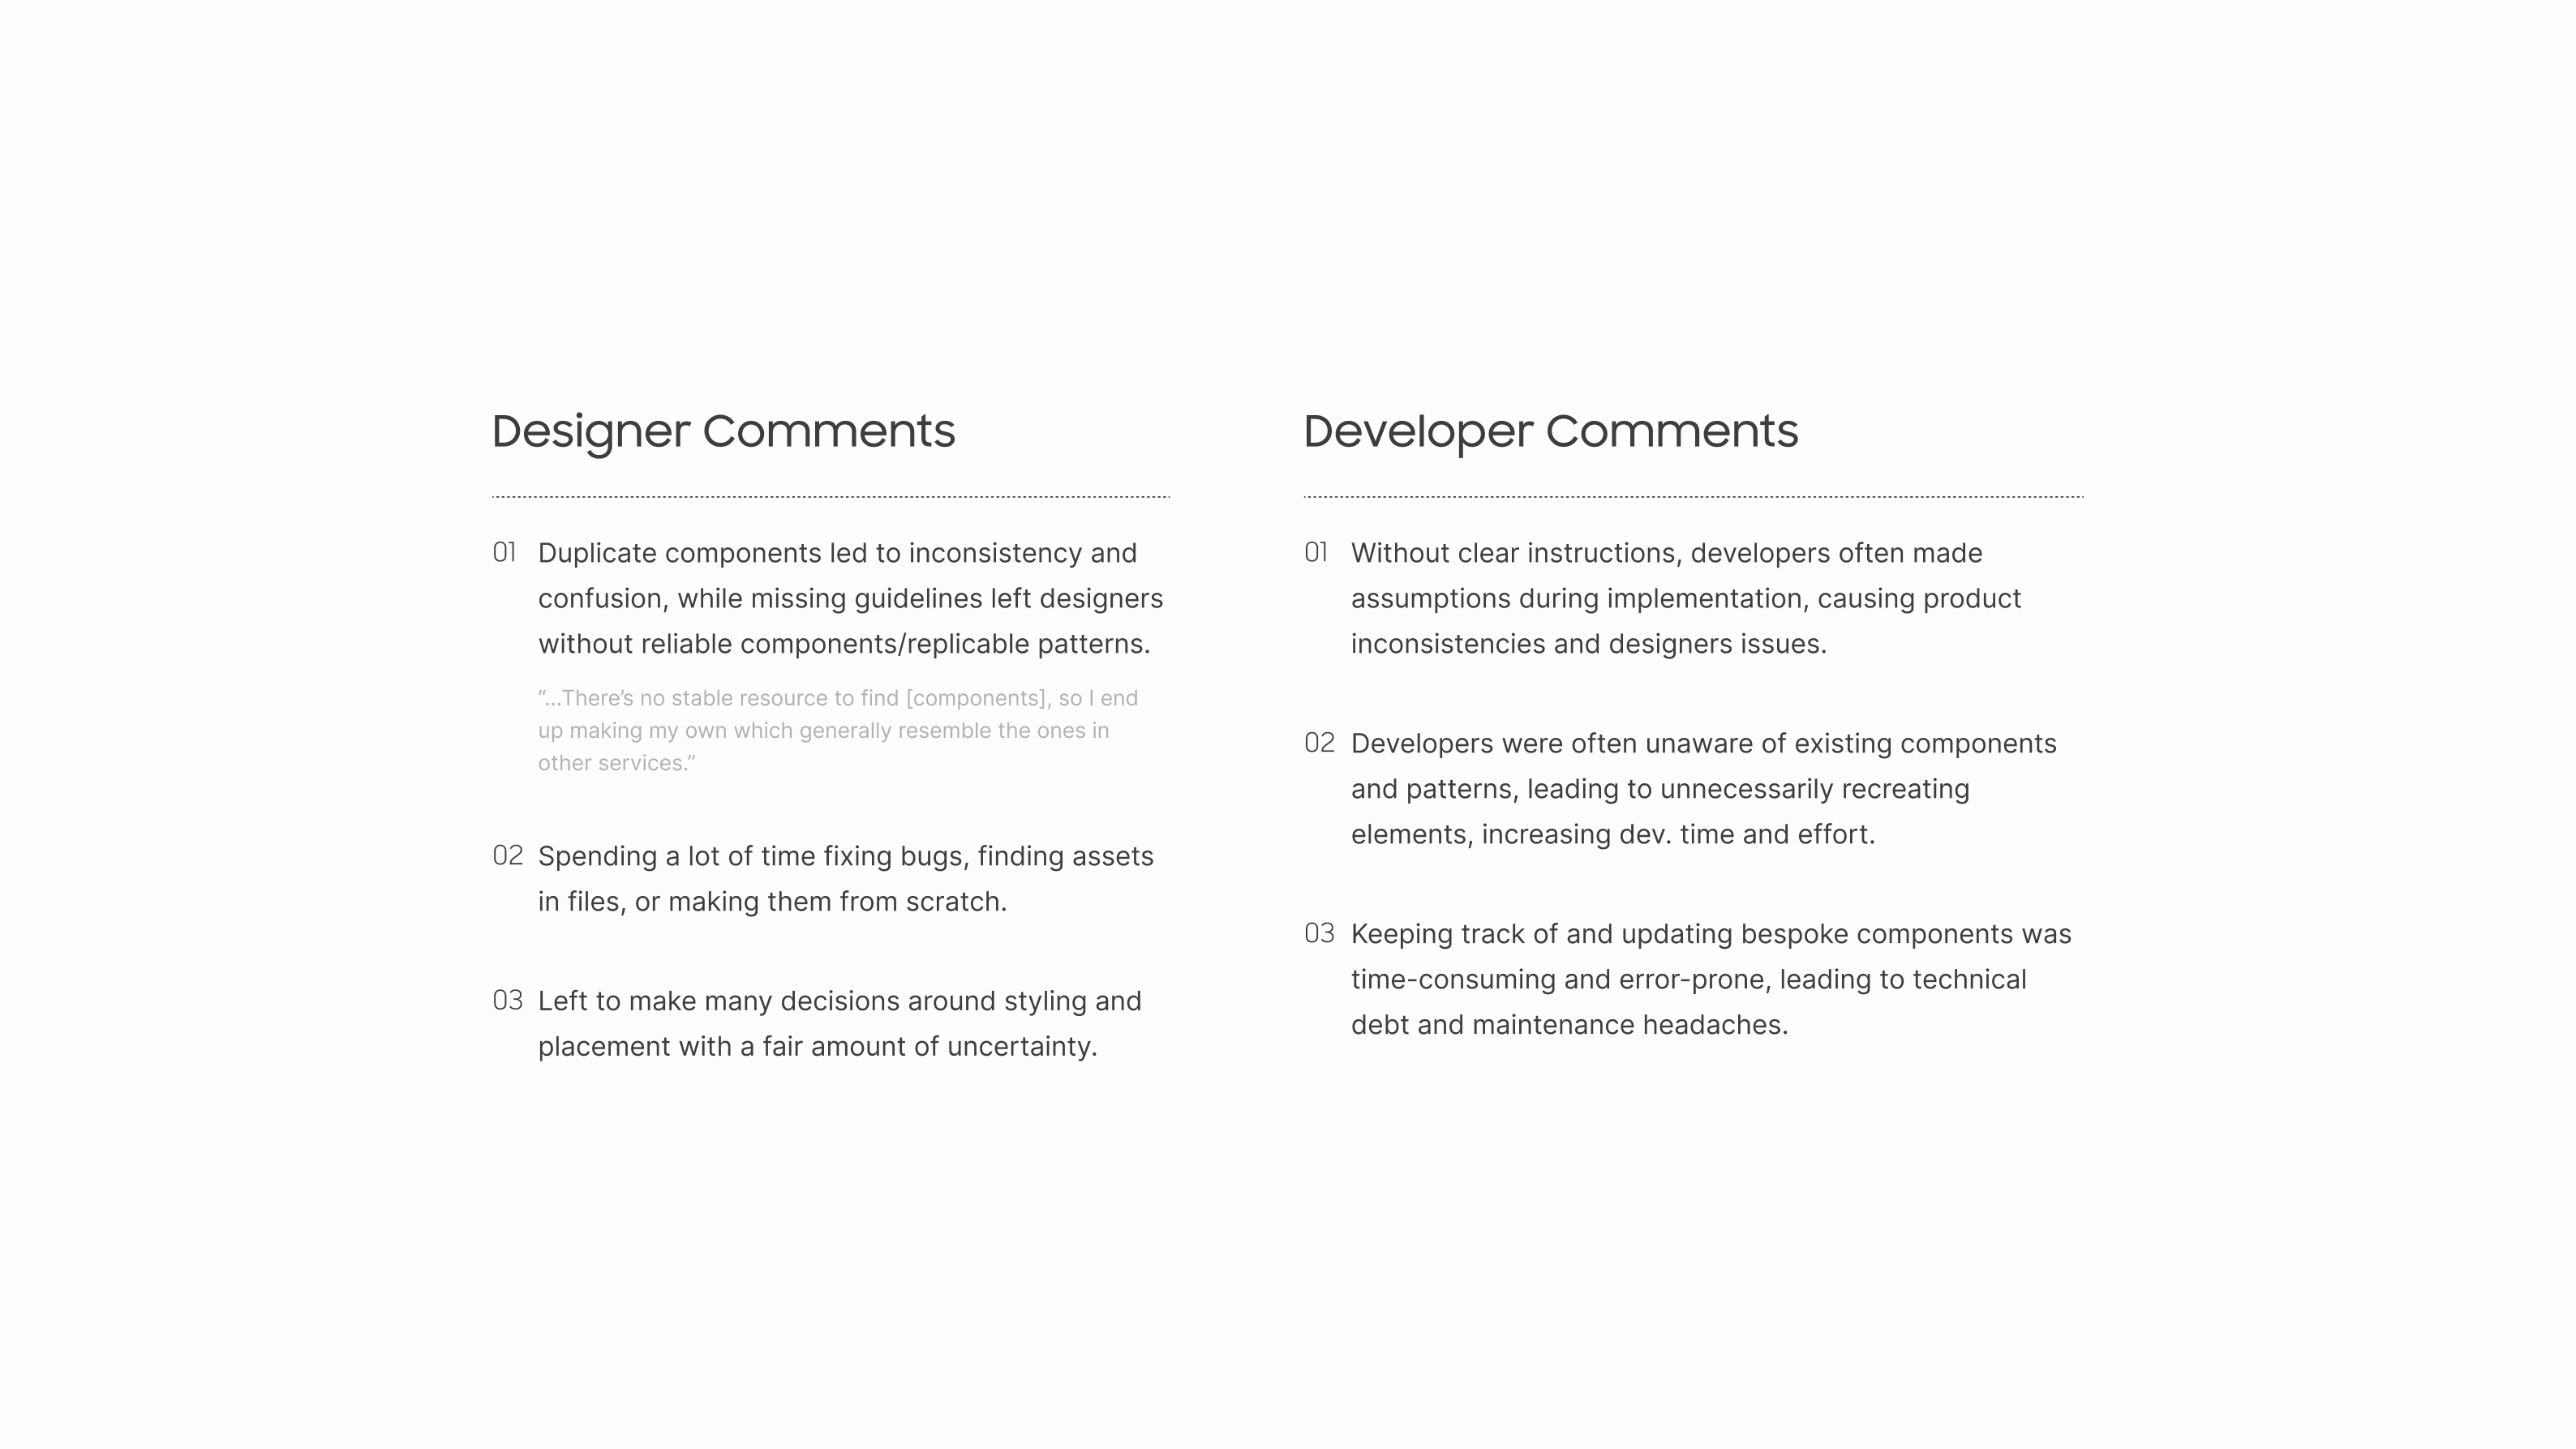 Designer Comments
01 Duplicate components led to inconsistency and
confusion, while missing guidelines left designers
without reliable components/replicable patterns.
“...There’s no stable resource to find [components], so I end
up making my own which generally resemble the ones in
other services.”
02 Spending a lot of time fixing bugs, finding assets
in files, or making them from scratch.
03 Left to make many decisions around styling and
placement with a fair amount of uncertainty.
Developer Comments
01 Without clear instructions, developers often made
assumptions during implementation, causing product
inconsistencies and designers issues.
02 Developers were often unaware of existing components
and patterns, leading to unnecessarily recreating
elements, increasing dev. time and effort.
03 Keeping track of and updating bespoke components was
time-consuming and error-prone, leading to technical
debt and maintenance headaches.